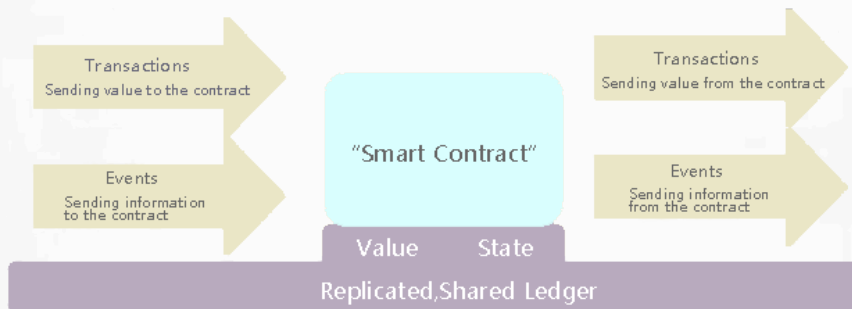 Transactions
Sending value to the contract
Events
Sending information
to the contract
"Smart Contract"
Transactions
Sending value from the contract
Events
Sending information
from the contract
Value State
Replicated,Shared Ledger